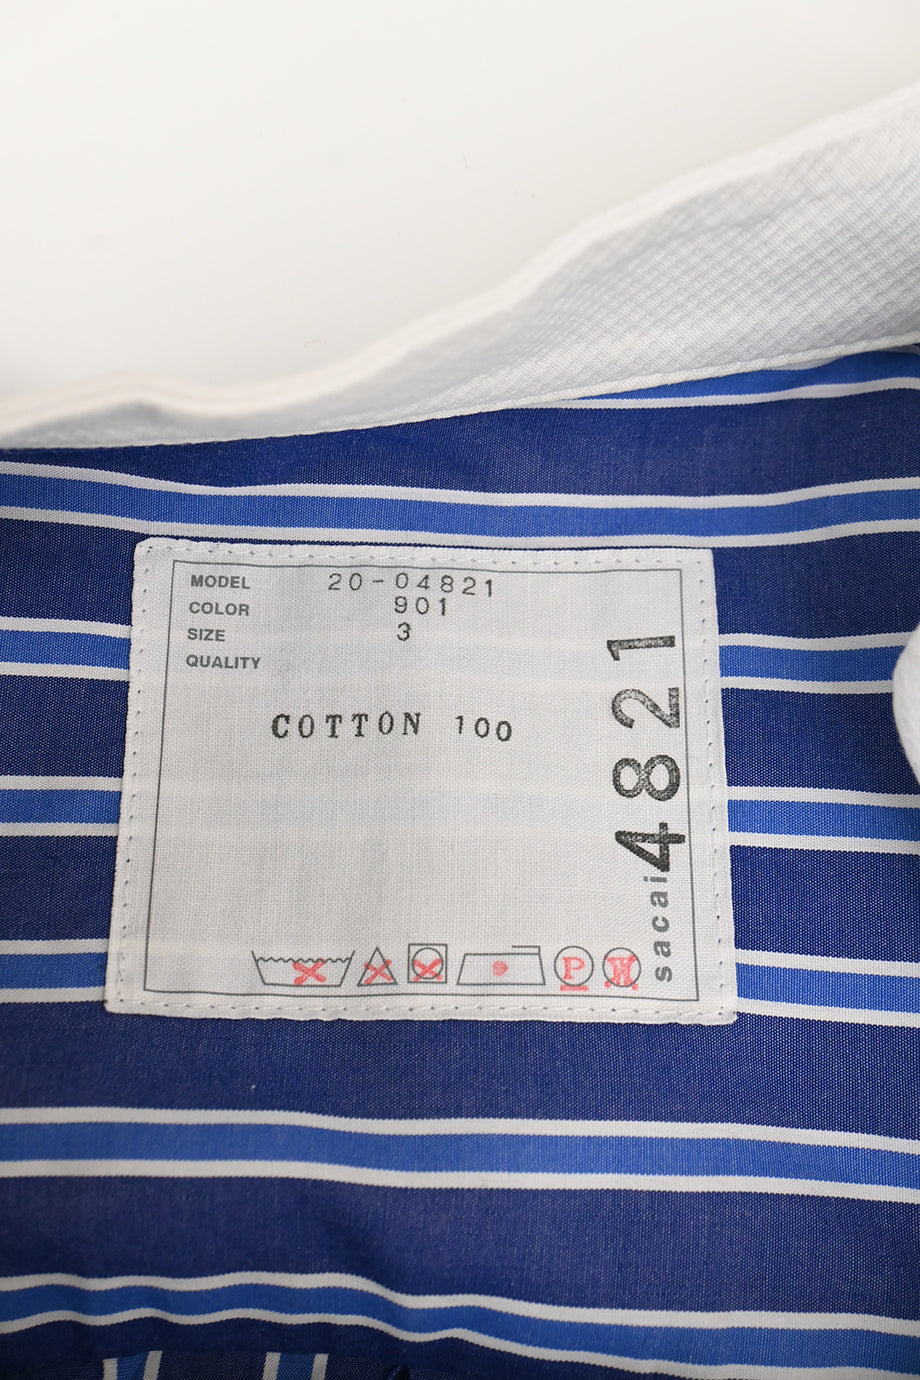 MODEL 20-04821
COLOR 901
SIZE 3
QUALITY
COTTON 100
sacai 4821
P
W